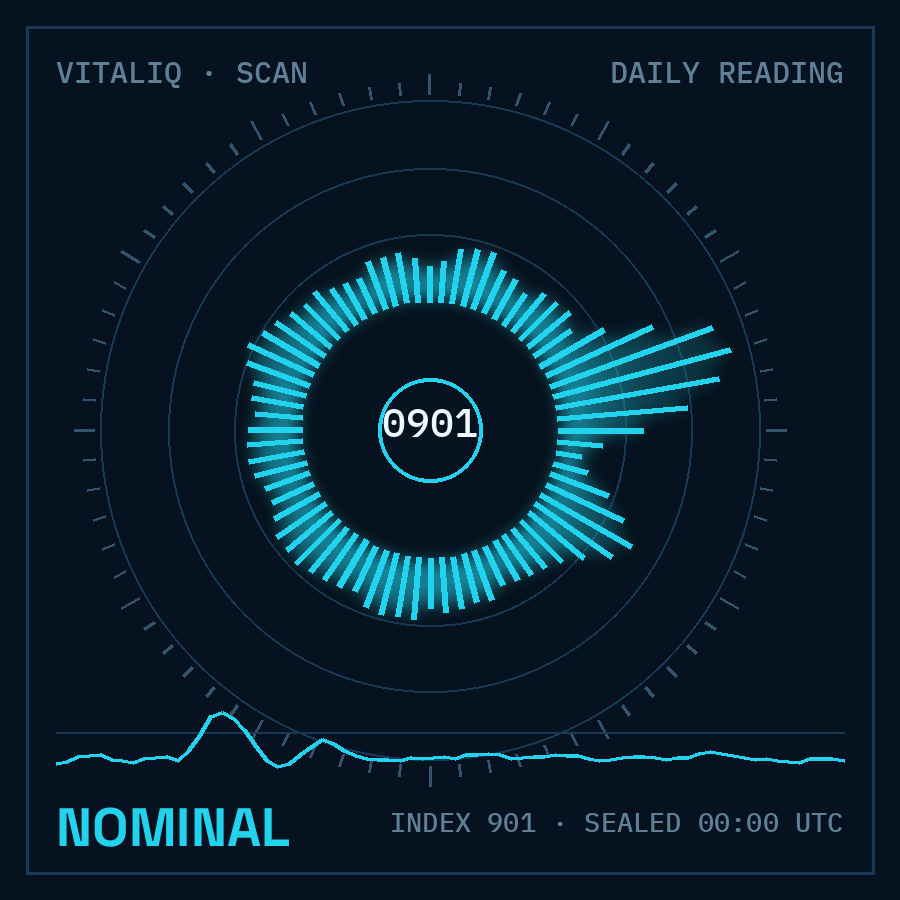 VITALIQ · SCAN
DAILY READING
0901
NOMINAL
INDEX 901 · SEALED 00:00 UTC